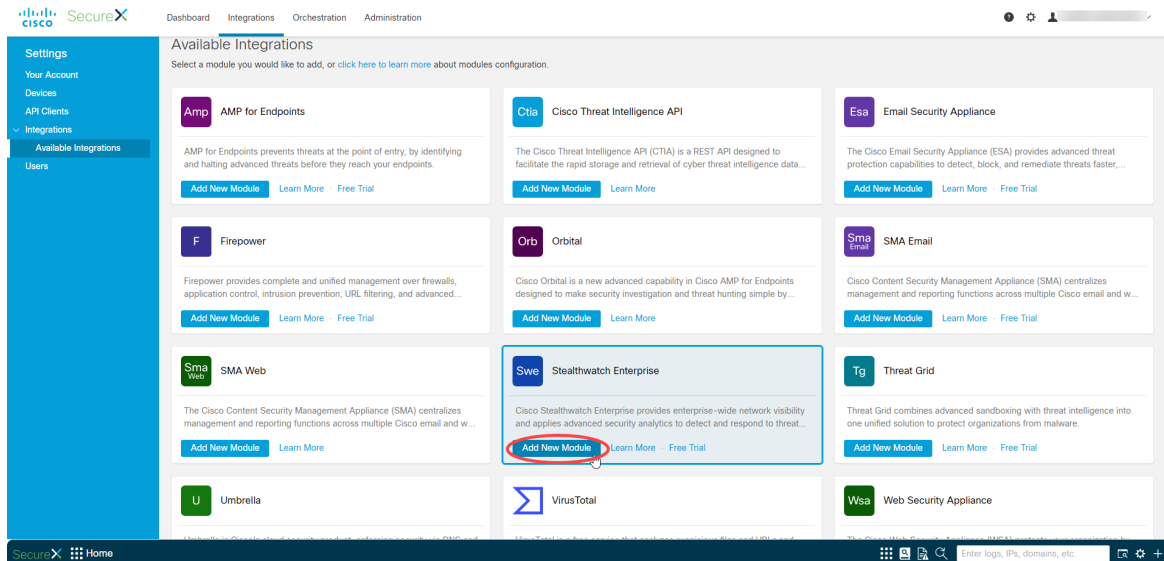 cisco SecureX Dashboard Integrations Orchestration Administration ?
Settings
Your Account
Devices
API Clients
Integrations
Available Integrations
Users
Available Integrations
Select a module you would like to add, or click here to learn more about modules configuration.
Amp AMP for Endpoints
AMP for Endpoints prevents threats at the point of entry, by identifying
and halting advanced threats before they reach your endpoints.
Add New Module Learn More · Free Trial
Ctia Cisco Threat Intelligence API
The Cisco Threat Intelligence API (CTIA) is a REST API designed to
facilitate the rapid storage and retrieval of cyber threat intelligence data...
Add New Module Learn More
Esa Email Security Appliance
The Cisco Email Security Appliance (ESA) provides advanced threat
protection capabilities to detect, block, and remediate threats faster,...
Add New Module Learn More · Free Trial
F Firepower
Firepower provides complete and unified management over firewalls,
application control, intrusion prevention, URL filtering, and advanced...
Add New Module Learn More · Free Trial
Orb Orbital
Cisco Orbital is a new advanced capability in Cisco AMP for Endpoints
designed to make security investigation and threat hunting simple by...
Add New Module Learn More
Sma Email SMA Email
Cisco Content Security Management Appliance (SMA) centralizes
management and reporting functions across multiple Cisco email and w...
Add New Module Learn More · Free Trial
Sma Web SMA Web
The Cisco Content Security Management Appliance (SMA) centralizes
management and reporting functions across multiple Cisco email and w...
Add New Module Learn More
Swe Stealthwatch Enterprise
Cisco Stealthwatch Enterprise provides enterprise-wide network visibility
and applies advanced security analytics to detect and respond to threat...
Add New Module Learn More · Free Trial
Tg Threat Grid
Threat Grid combines advanced sandboxing with threat intelligence into
one unified solution to protect organizations from malware.
Add New Module Learn More · Free Trial
U Umbrella
VirusTotal
Wsa Web Security Appliance
SecureX Home Enter logs, IPs, domains, etc.